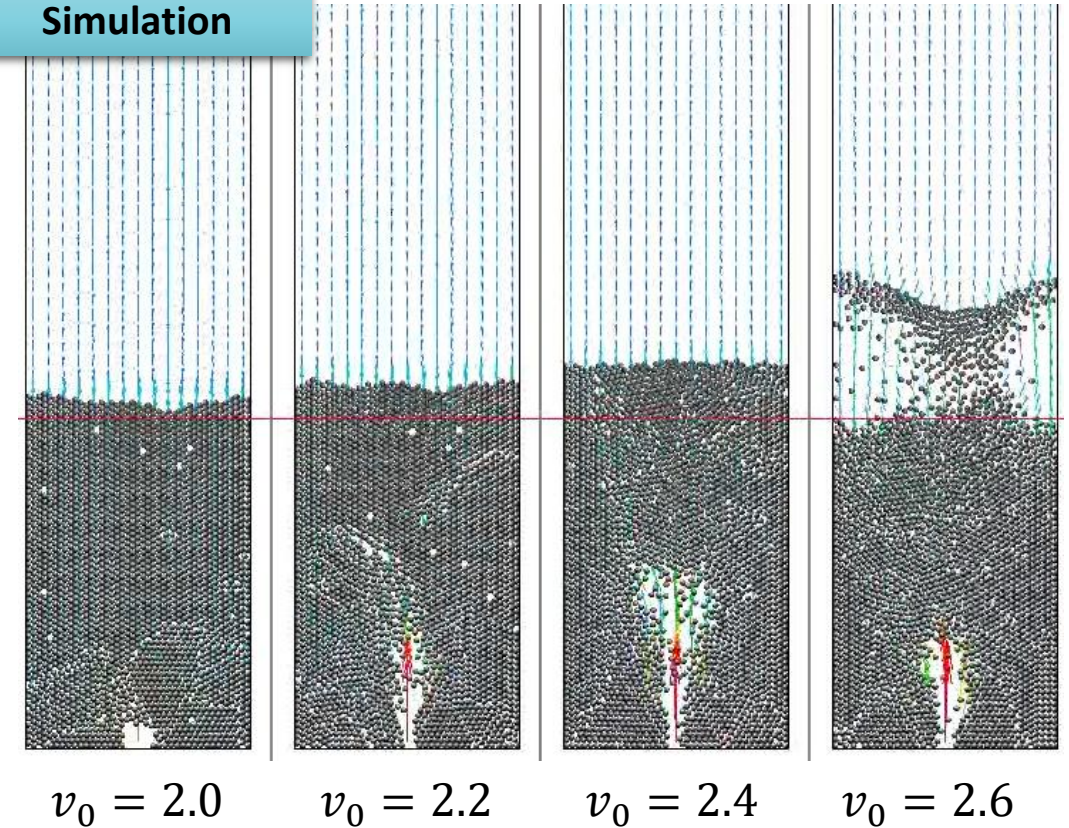 Simulation
v₀ = 2.0
v₀ = 2.2
v₀ = 2.4
v₀ = 2.6